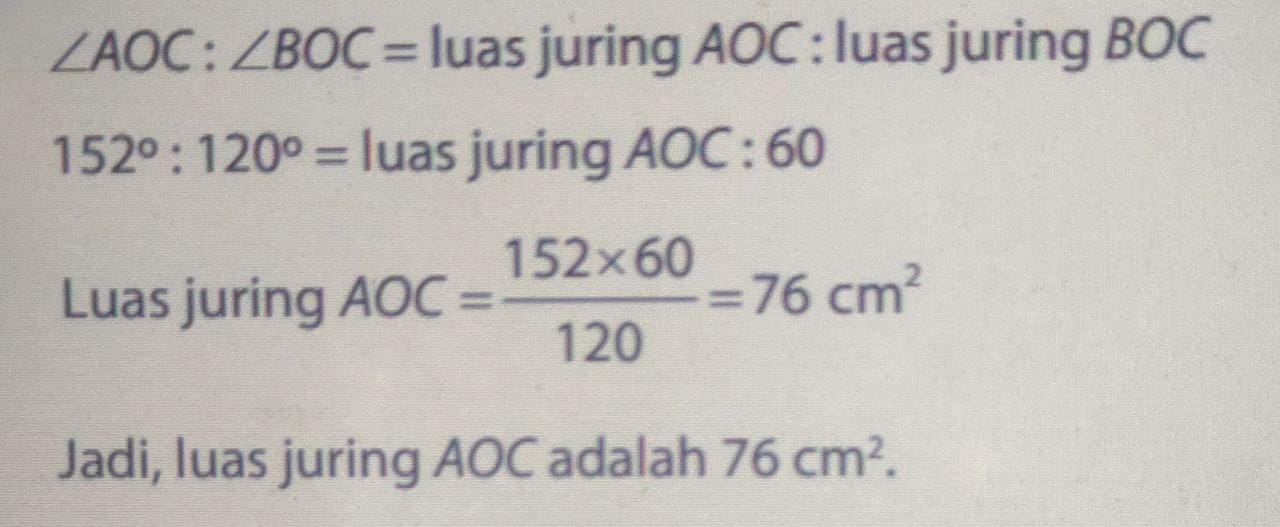 ∠AOC : ∠BOC = luas juring AOC : luas juring BOC
152° : 120° = luas juring AOC : 60
Luas juring AOC = 152×60 / 120 = 76 cm²
Jadi, luas juring AOC adalah 76 cm².